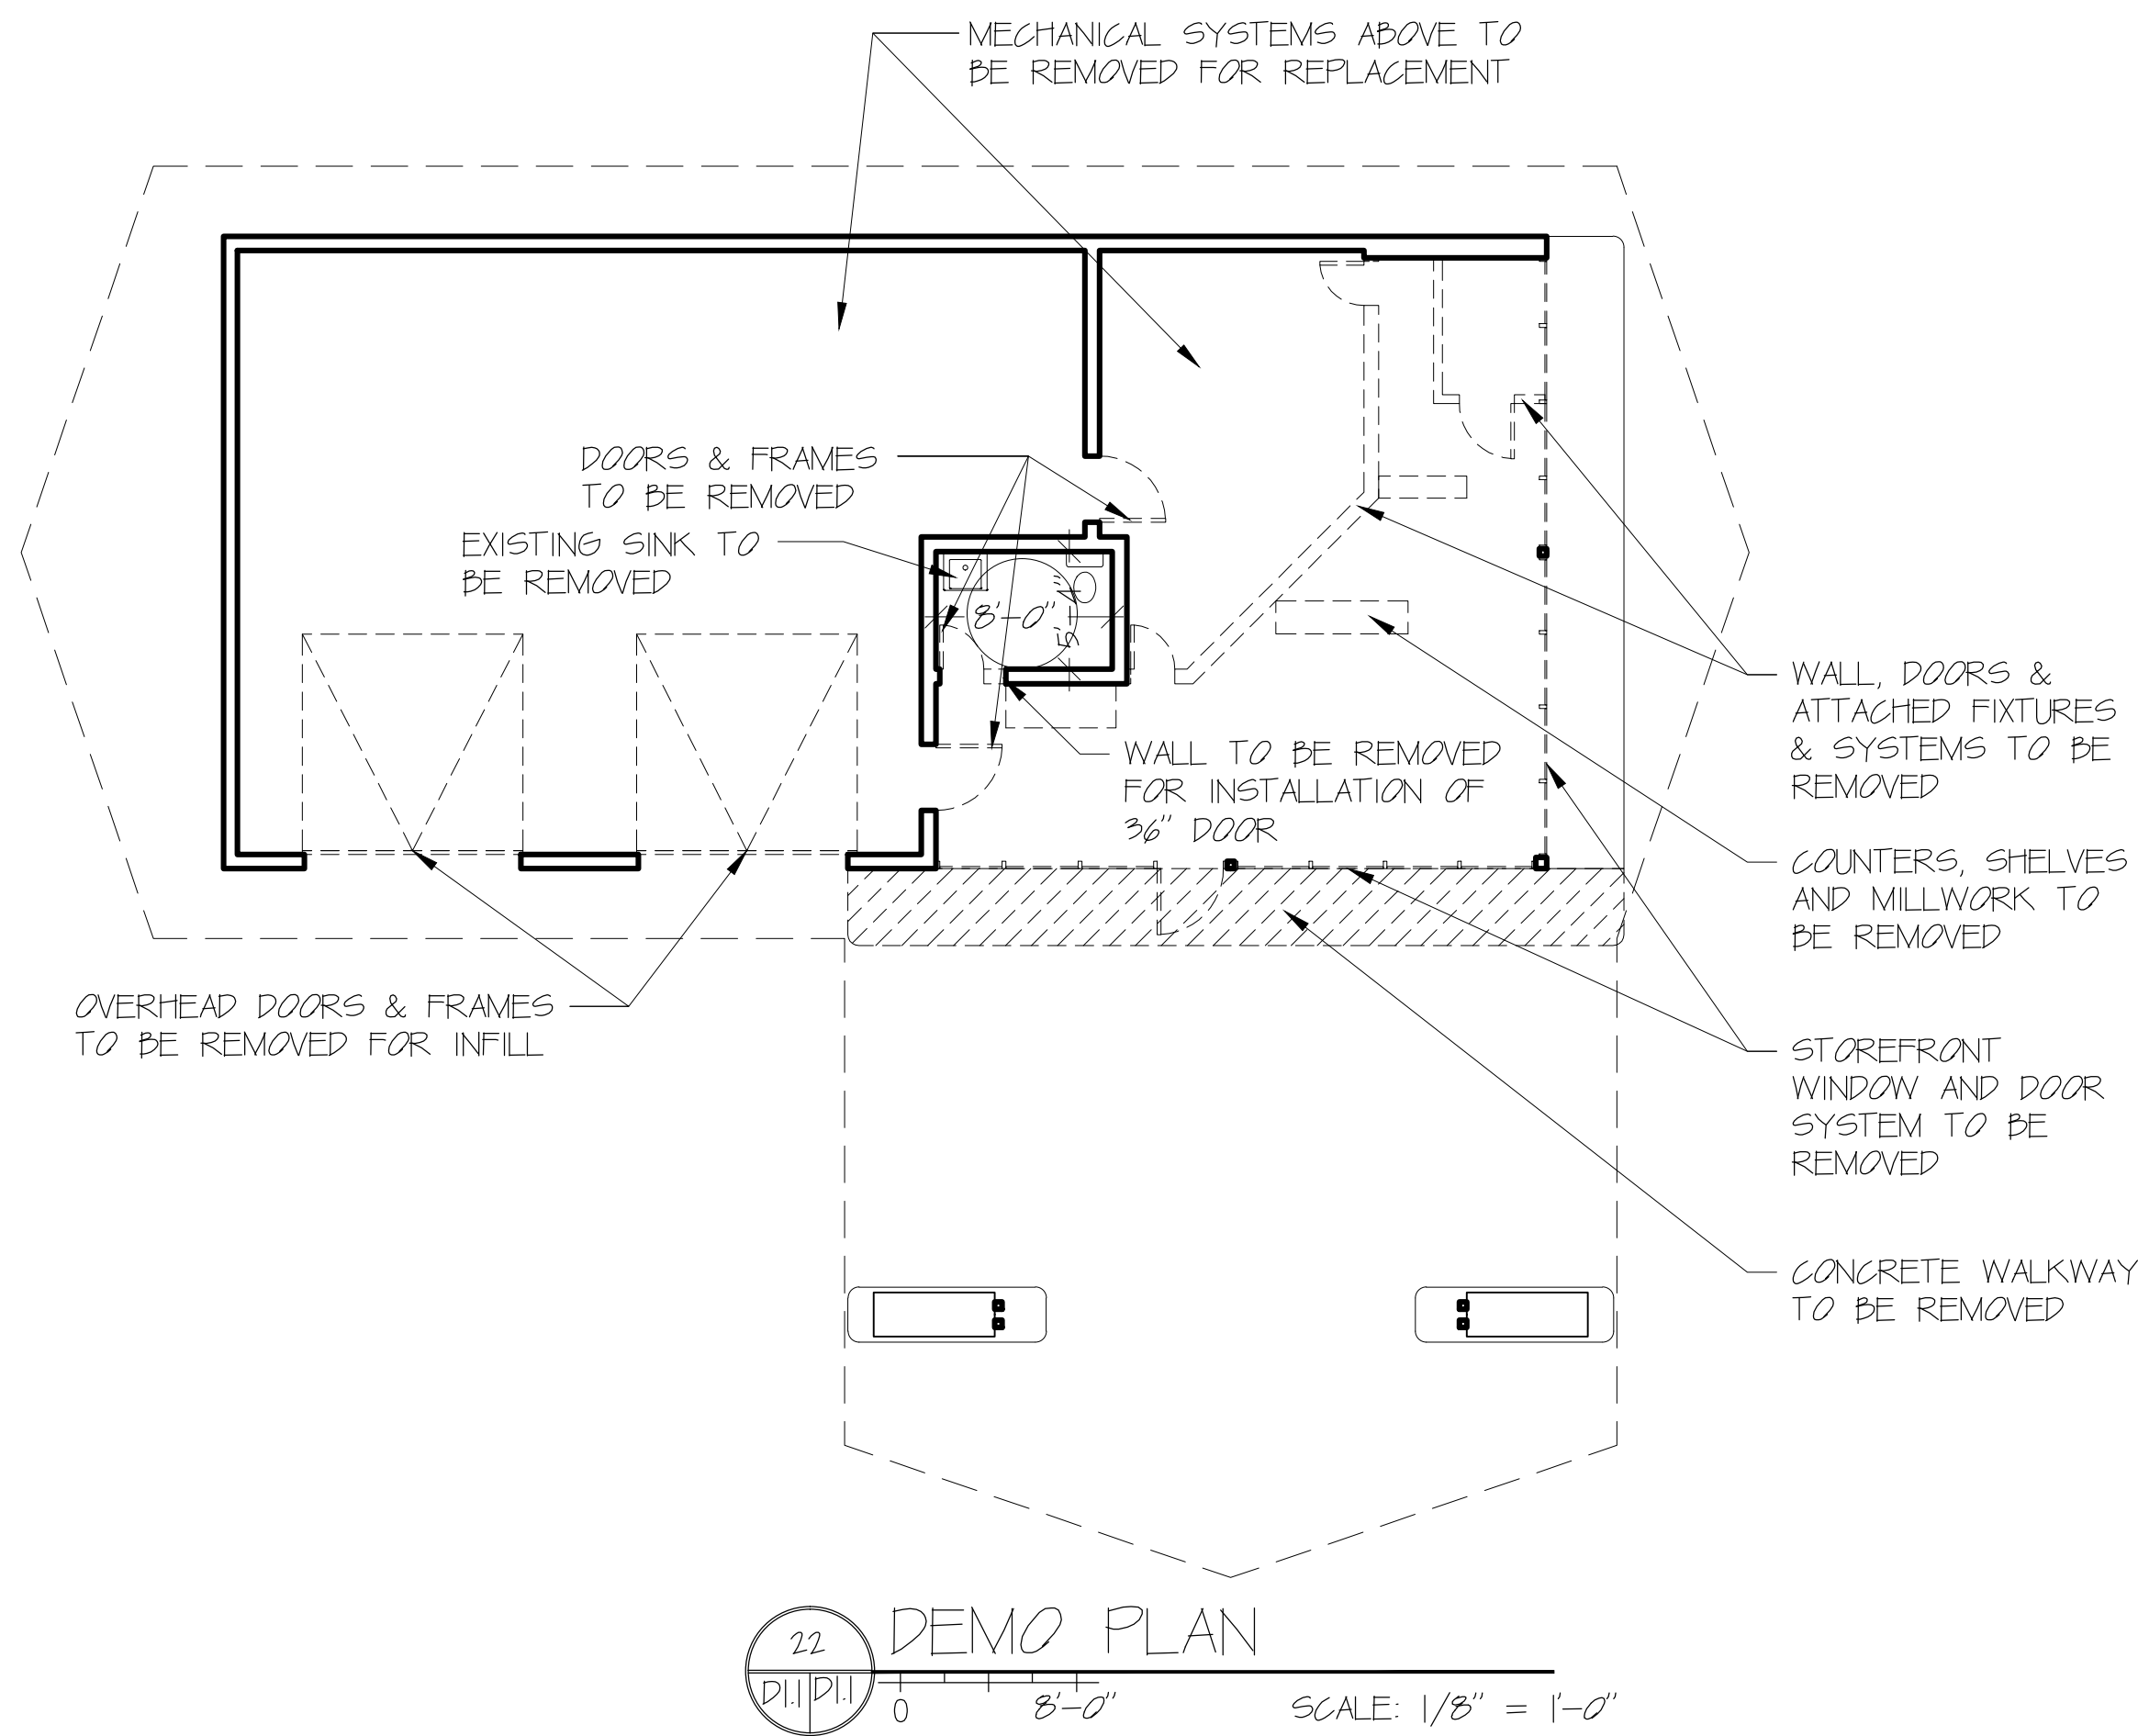 MECHANICAL SYSTEMS ABOVE TO
BE REMOVED FOR REPLACEMENT
DOORS & FRAMES
TO BE REMOVED
EXISTING SINK TO
BE REMOVED
8'-0"
WALL, DOORS &
ATTACHED FIXTURES
& SYSTEMS TO BE
REMOVED
WALL TO BE REMOVED
FOR INSTALLATION OF
36" DOOR
COUNTERS, SHELVES
AND MILLWORK TO
BE REMOVED
OVERHEAD DOORS & FRAMES
TO BE REMOVED FOR INFILL
STOREFRONT
WINDOW AND DOOR
SYSTEM TO BE
REMOVED
CONCRETE WALKWAY
TO BE REMOVED
22
D1.1 D1.1
DEMO PLAN
0 8'-0" SCALE: 1/8" = 1'-0"